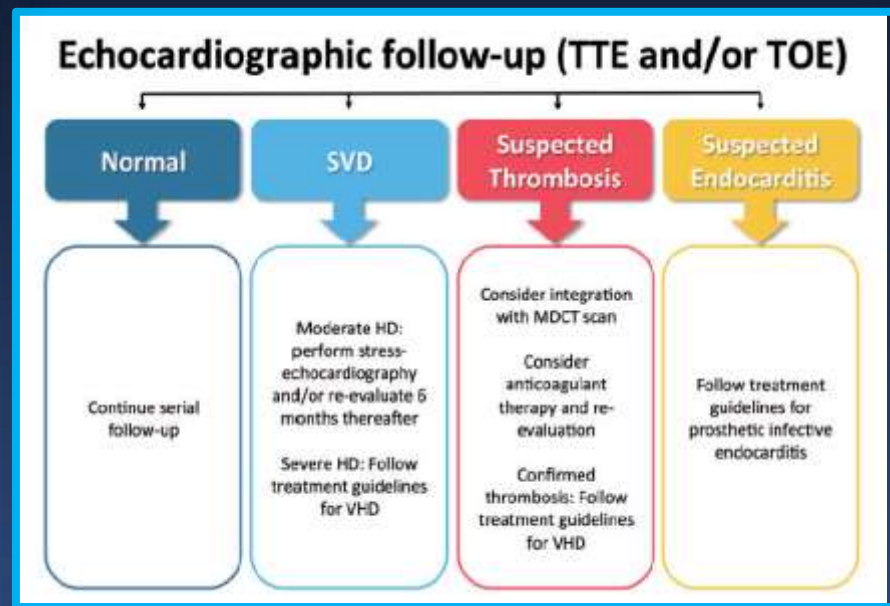 Echocardiographic follow-up (TTE and/or TOE)
Normal
Continue serial
follow-up
SVD
Moderate HD:
perform stress-
echocardiography
and/or re-evaluate 6
months thereafter
Severe HD: Follow
treatment guidelines
for VHD
Suspected
Thrombosis
Consider integration
with MDCT scan
Consider
anticoagulant
therapy and re-
evaluation
Confirmed
thrombosis: Follow
treatment guidelines
for VHD
Suspected
Endocarditis
Follow treatment
guidelines for
prosthetic infective
endocarditis